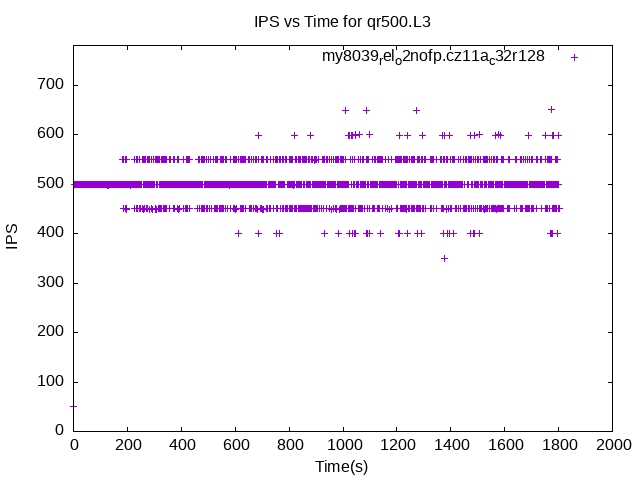 IPS vs Time for qr500.L3
my8039relo2nofp.cz11ac32r128
700
600
500
400
300
200
100
0
IPS
0 200 400 600 800 1000 1200 1400 1600 1800 2000
Time(s)